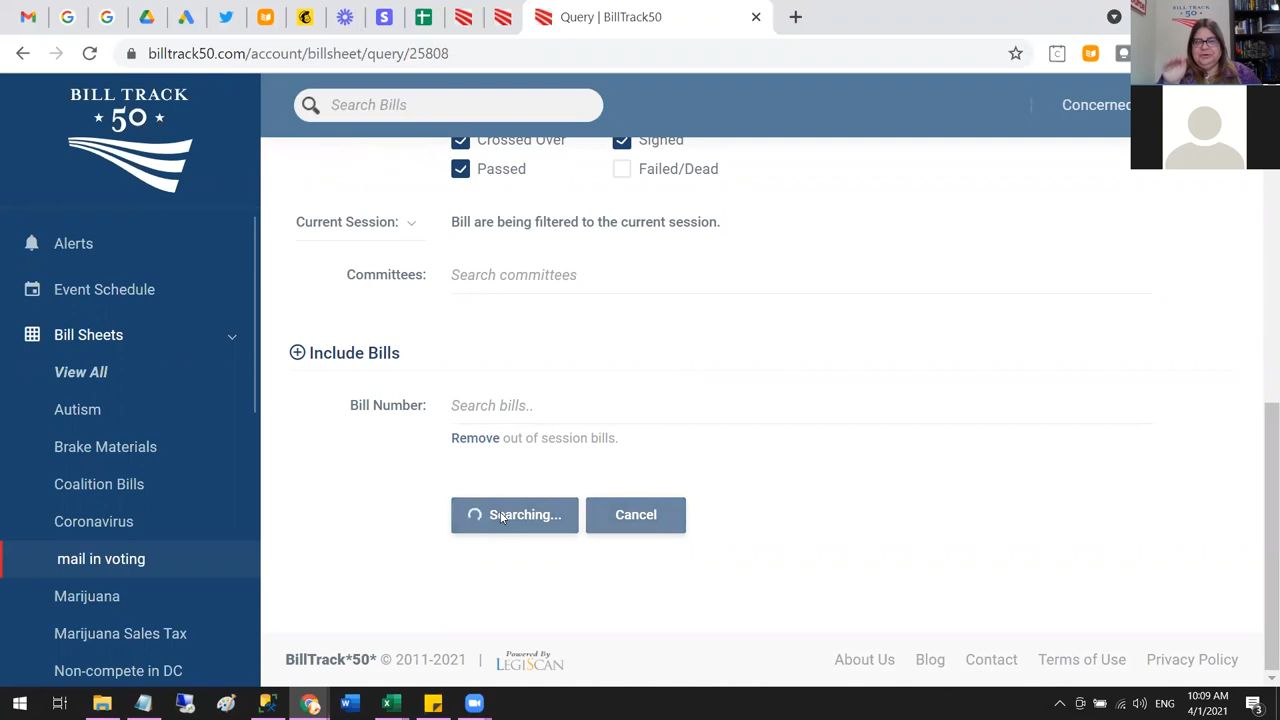 Query | BillTrack50
billtrack50.com/account/billsheet/query/25808
BILL TRACK
50
Search Bills
Concerned
Crossed Over
Signed
Passed
Failed/Dead
Current Session:
Bill are being filtered to the current session.
Committees:
Search committees
Include Bills
Bill Number:
Search bills..
Remove out of session bills.
Searching...
Cancel
Alerts
Event Schedule
Bill Sheets
View All
Autism
Brake Materials
Coalition Bills
Coronavirus
mail in voting
Marijuana
Marijuana Sales Tax
Non-compete in DC
BillTrack*50* © 2011-2021 |
Powered By
LEGISCAN
About Us
Blog
Contact
Terms of Use
Privacy Policy
ENG
10:09 AM
4/1/2021
3